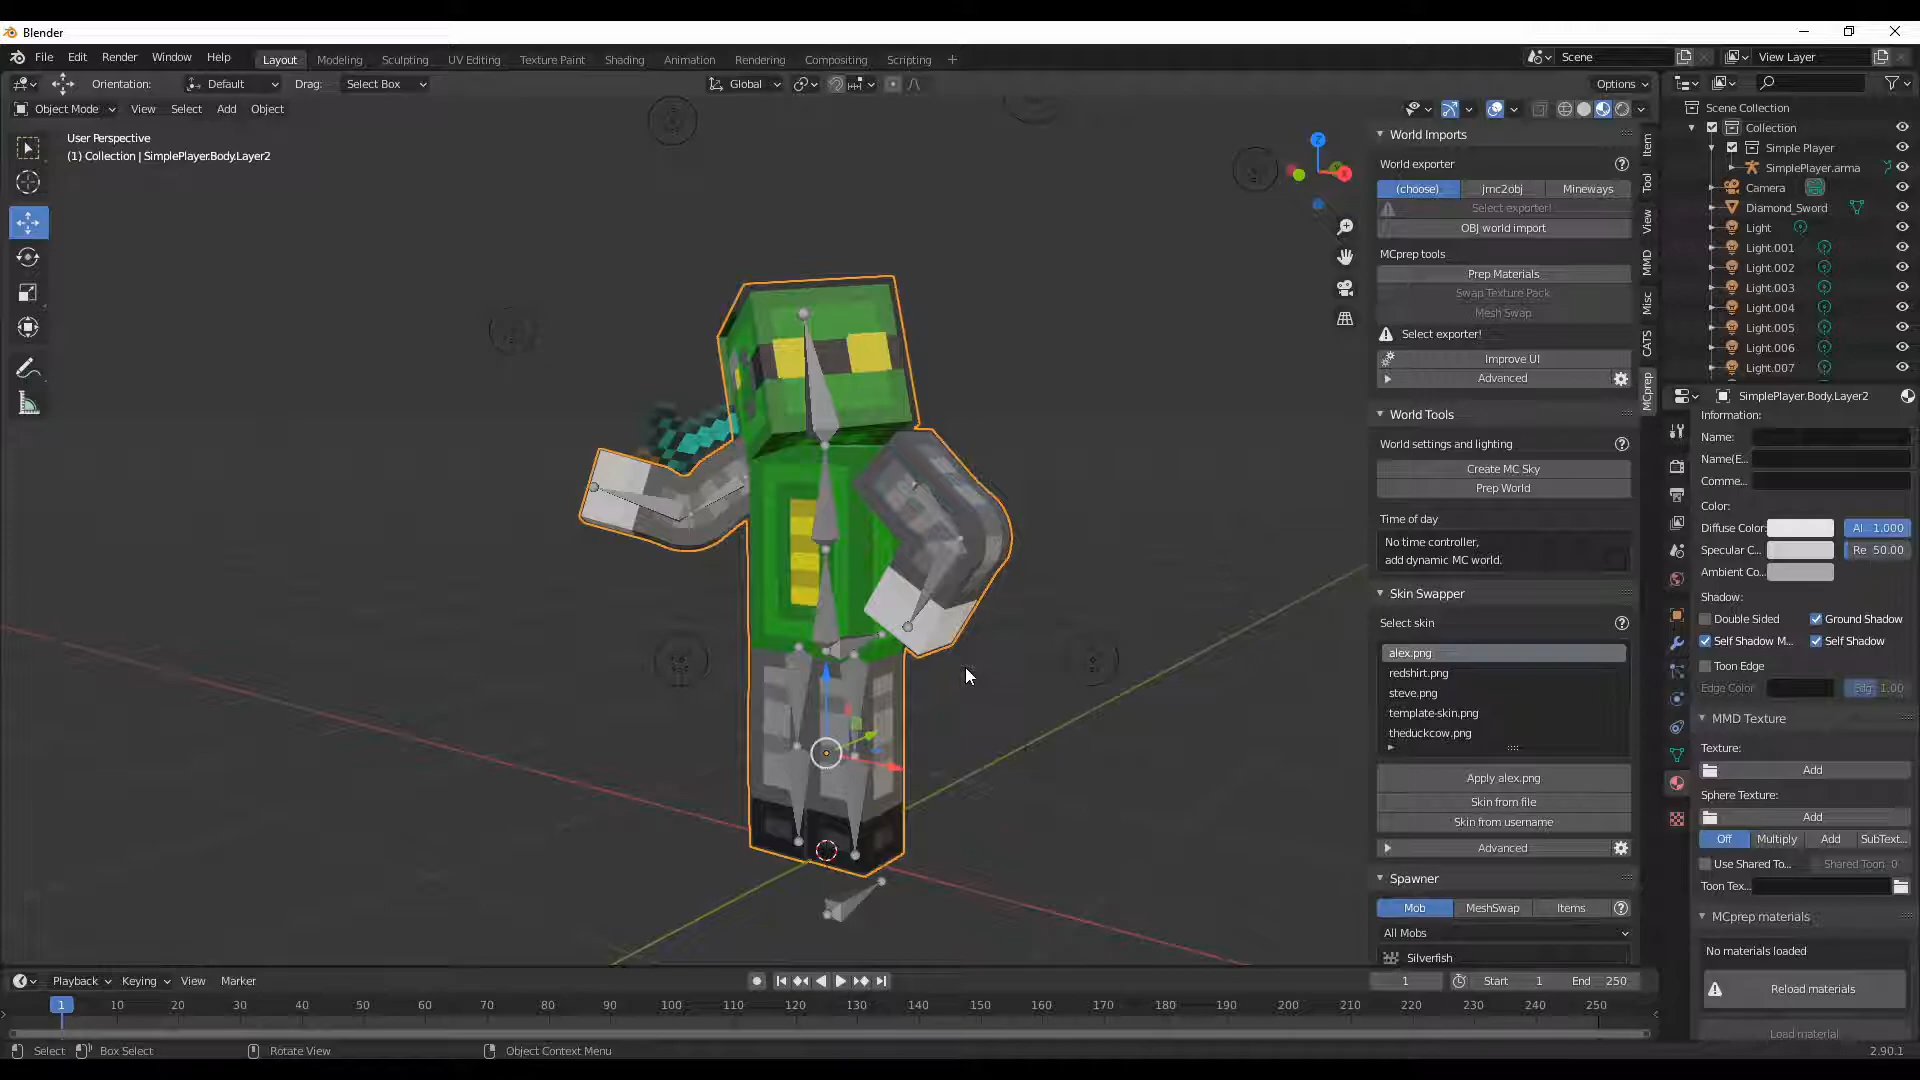 Blender
File Edit Render Window Help Layout Modeling Sculpting UV Editing Texture Paint Shading Animation Rendering Compositing Scripting + Scene View Layer
Orientation: Default Drag: Select Box Global Options
Object Mode View Select Add Object
User Perspective
(1) Collection | SimplePlayer.Body.Layer2
Z
Item
Tool
View
MMD
Misc
CATS
MCprep
World Imports
World exporter
(choose) jmc2obj Mineways
Select exporter!
OBJ world import
MCprep tools
Prep Materials
Swap Texture Pack
Mesh Swap
Select exporter!
Improve UI
Advanced
World Tools
World settings and lighting
Create MC Sky
Prep World
Time of day
No time controller,
add dynamic MC world.
Skin Swapper
Select skin
alex.png
redshirt.png
steve.png
template-skin.png
theduckcow.png
Apply alex.png
Skin from file
Skin from username
Advanced
Spawner
Mob MeshSwap Items
All Mobs
Silverfish
Scene Collection
Collection
Simple Player
SimplePlayer.arma
Camera
Diamond_Sword
Light
Light.001
Light.002
Light.003
Light.004
Light.005
Light.006
Light.007
SimplePlayer.Body.Layer2
Information:
Name:
Name(E...
Comme...
Color:
Diffuse Color: Al 1.000
Specular C... Re 50.00
Ambient Co...
Shadow:
Double Sided Ground Shadow
Self Shadow M... Self Shadow
Toon Edge
Edge Color Edg 1.00
MMD Texture
Texture:
Add
Sphere Texture:
Add
Off Multiply Add SubText...
Use Shared To... Shared Toon 0
Toon Tex...
MCprep materials
No materials loaded
Reload materials
Load material
Playback Keying View Marker 1 Start 1 End 250
1 10 20 30 40 50 60 70 80 90 100 110 120 130 140 150 160 170 180 190 200 210 220 230 240 250
Select Box Select Rotate View Object Context Menu 2.90.1